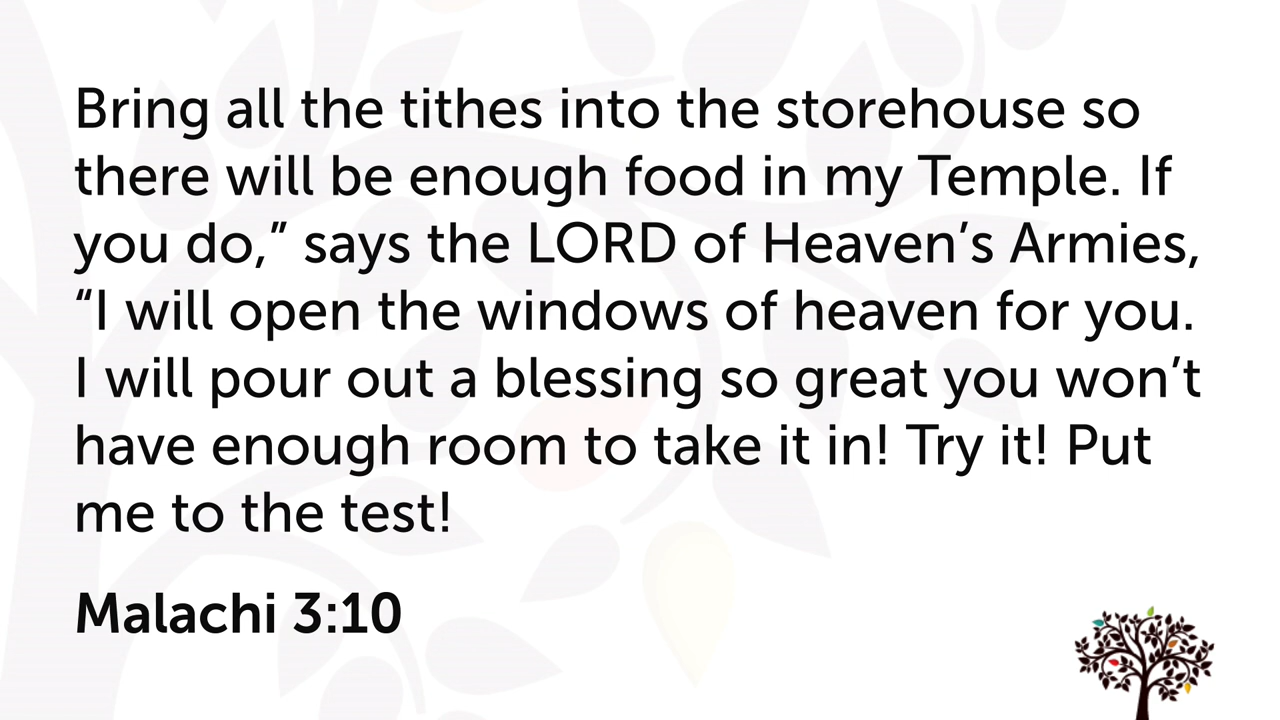 Bring all the tithes into the storehouse so
there will be enough food in my Temple. If
you do,” says the LORD of Heaven’s Armies,
“I will open the windows of heaven for you.
I will pour out a blessing so great you won’t
have enough room to take it in! Try it! Put
me to the test!
Malachi 3:10